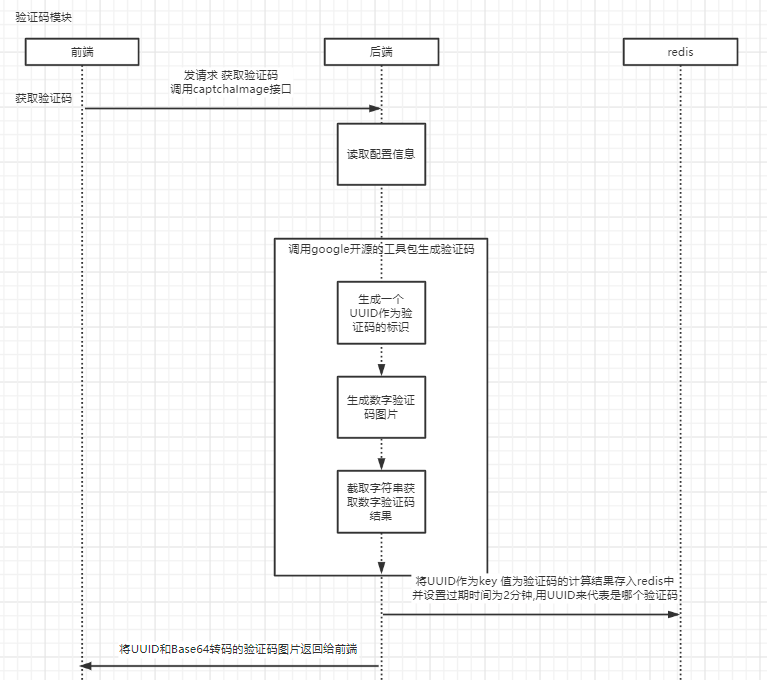 验证码模块
前端
后端
redis
发请求 获取验证码
调用captchaImage接口
获取验证码
读取配置信息
调用google开源的工具包生成验证码
生成一个
UUID作为验
证码的标识
生成数字验证
码图片
截取字符串获
取数字验证码
结果
将UUID作为key 值为验证码的计算结果存入redis中
并设置过期时间为2分钟,用UUID来代表是哪个验证码
将UUID和Base64转码的验证码图片返回给前端